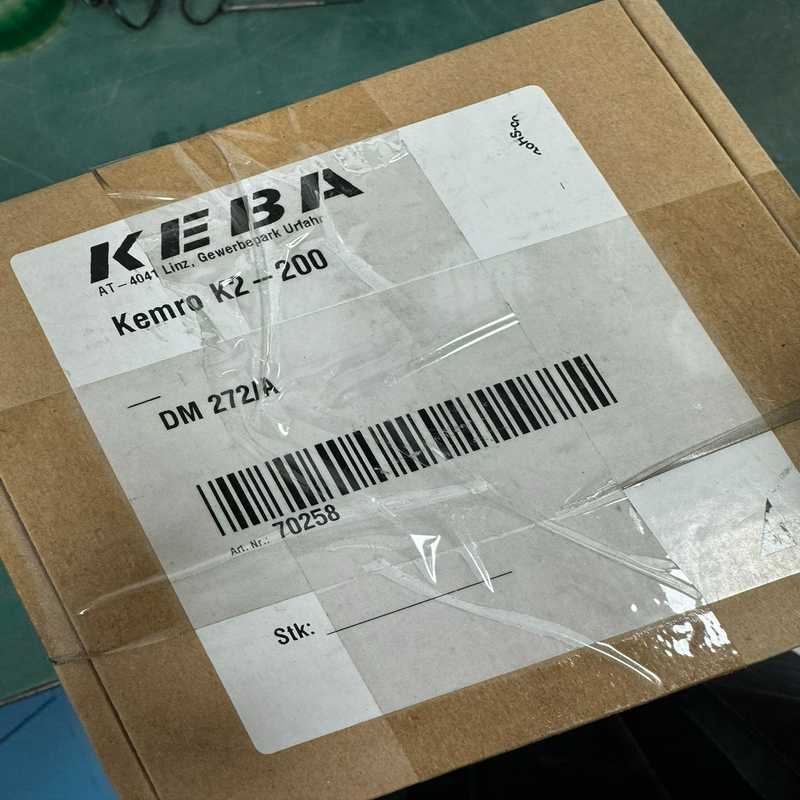 KEBA
AT-4041 Linz, Gewerbepark Urfahr
Kemro K2-200
DM 272/A
Art. Nr.: 70258
Stk: